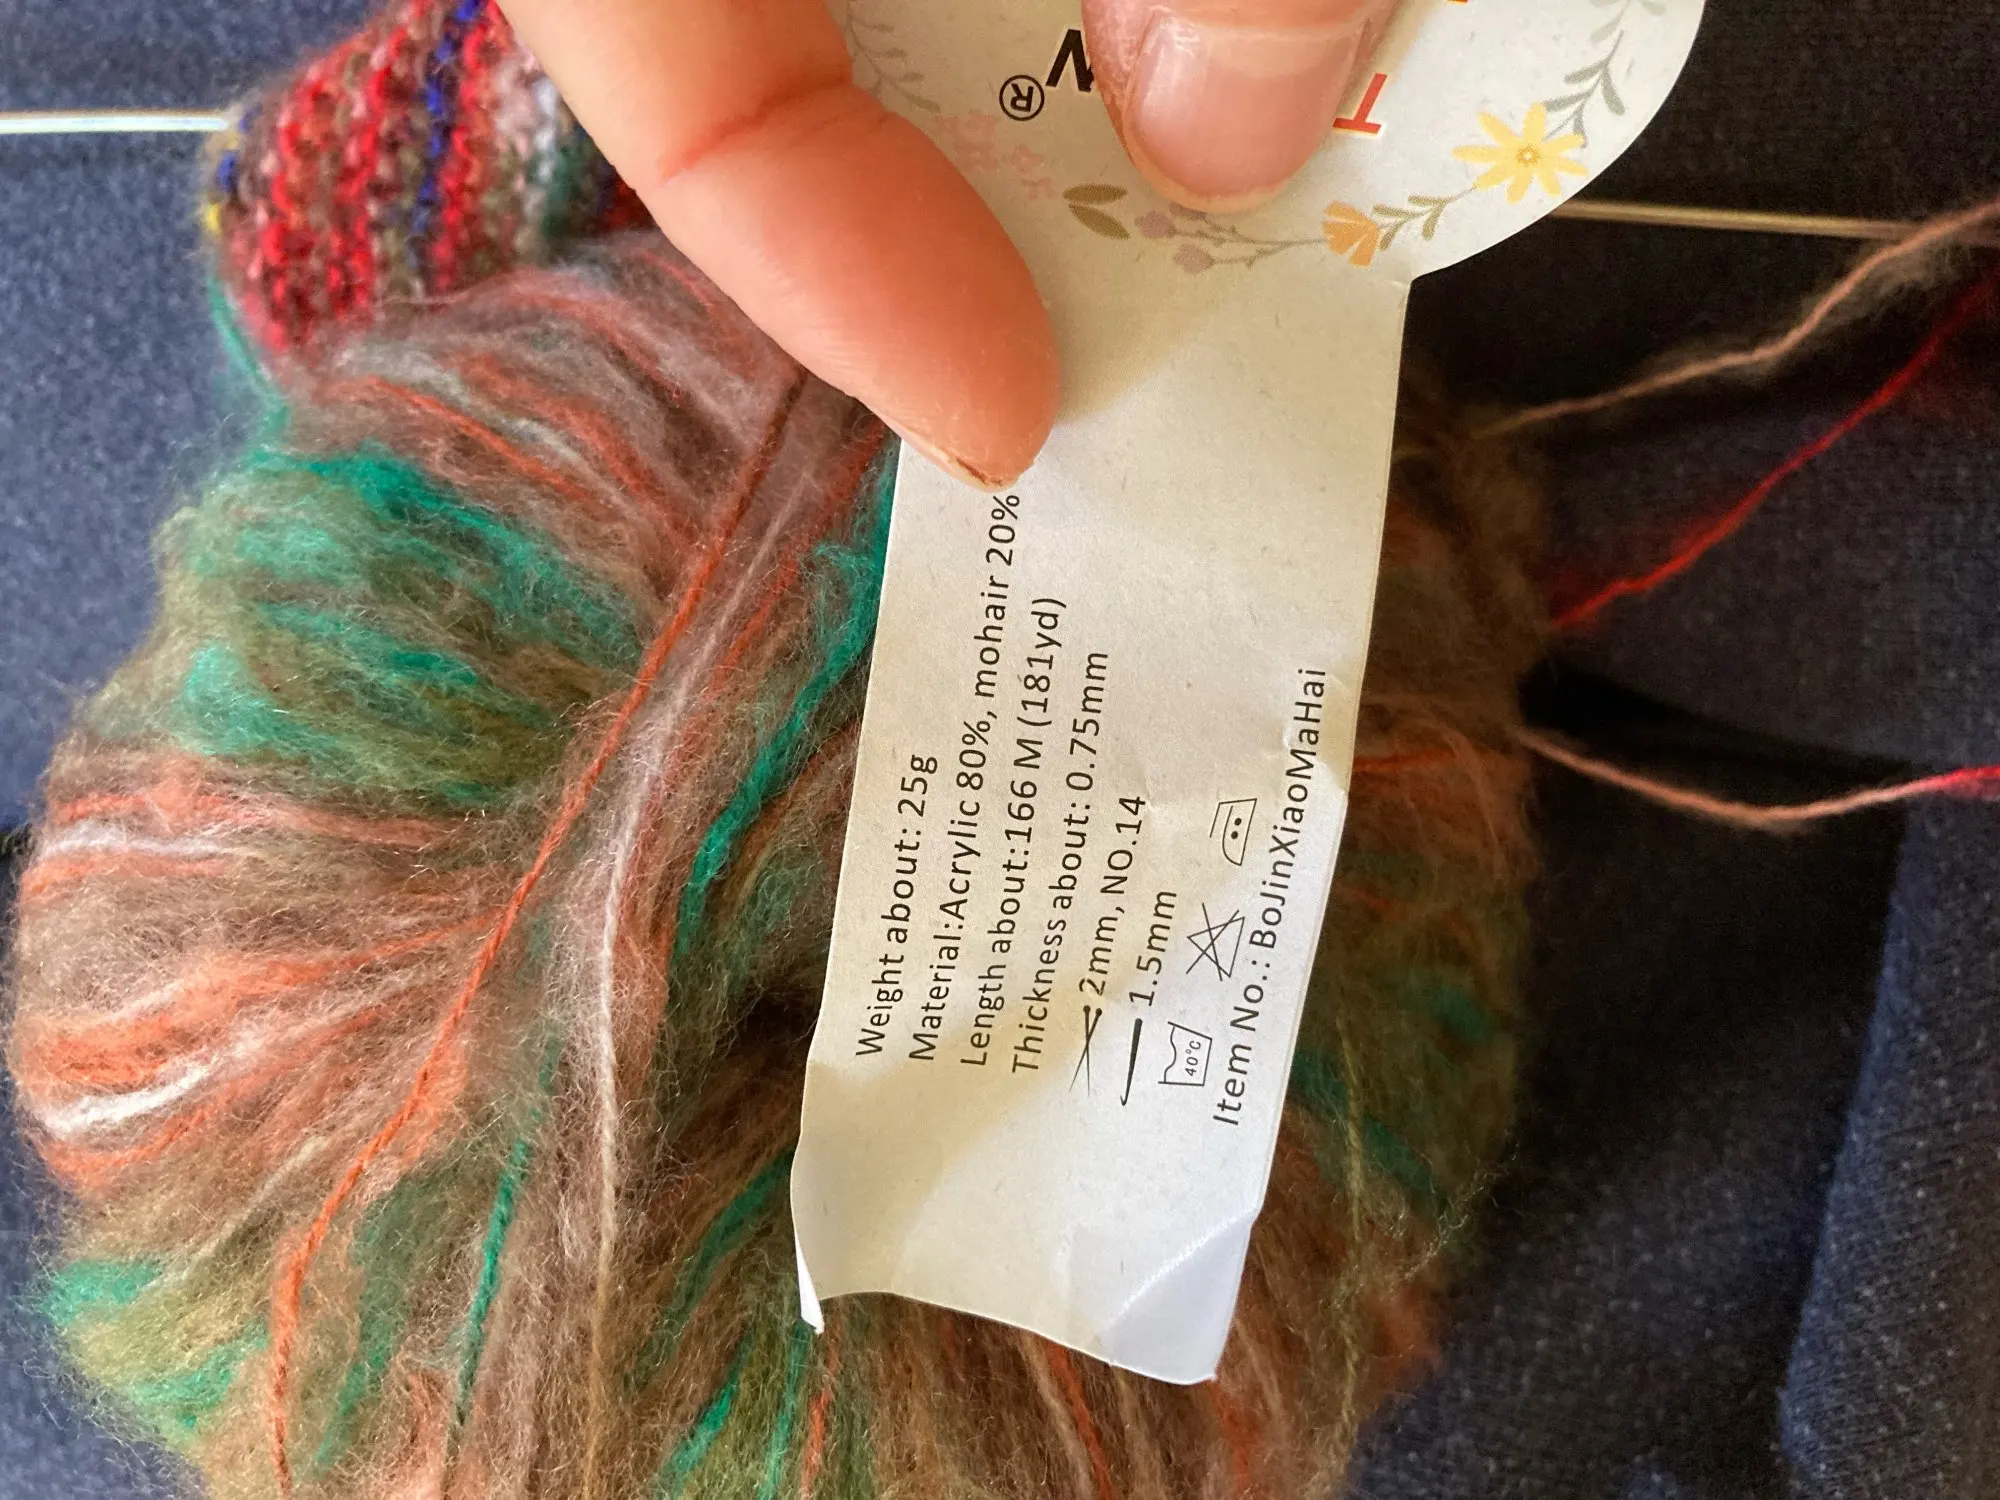 Weight about: 25g
Material:Acrylic 80%, mohair 20%
Length about:166 M (181yd)
Thickness about: 0.75mm
2mm, NO.14
1.5mm
40°C
Item No.: BoJinXiaoMaHai